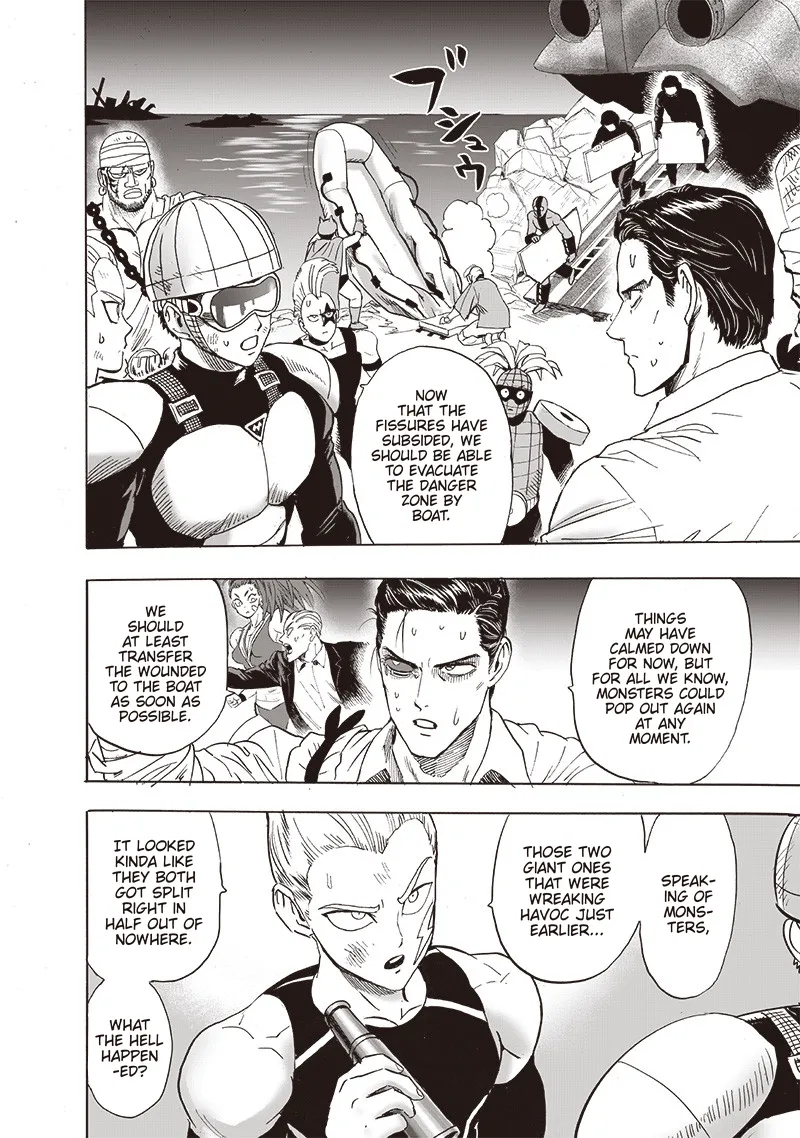 ブシュウ
NOW
THAT THE
FISSURES HAVE
SUBSIDED, WE
SHOULD BE ABLE
TO EVACUATE
THE DANGER
ZONE BY
BOAT.
THINGS
MAY HAVE
CALMED DOWN
FOR NOW, BUT
FOR ALL WE KNOW,
MONSTERS COULD
POP OUT AGAIN
AT ANY
MOMENT.
WE
SHOULD
AT LEAST
TRANSFER
THE WOUNDED
TO THE BOAT
AS SOON AS
POSSIBLE.
SPEAK-
ING OF
MONS-
TERS,
THOSE TWO
GIANT ONES
THAT WERE
WREAKING
HAVOC JUST
EARLIER...
IT LOOKED
KINDA LIKE
THEY BOTH
GOT SPLIT
RIGHT IN
HALF OUT OF
NOWHERE.
WHAT
THE HELL
HAPPEN
-ED?